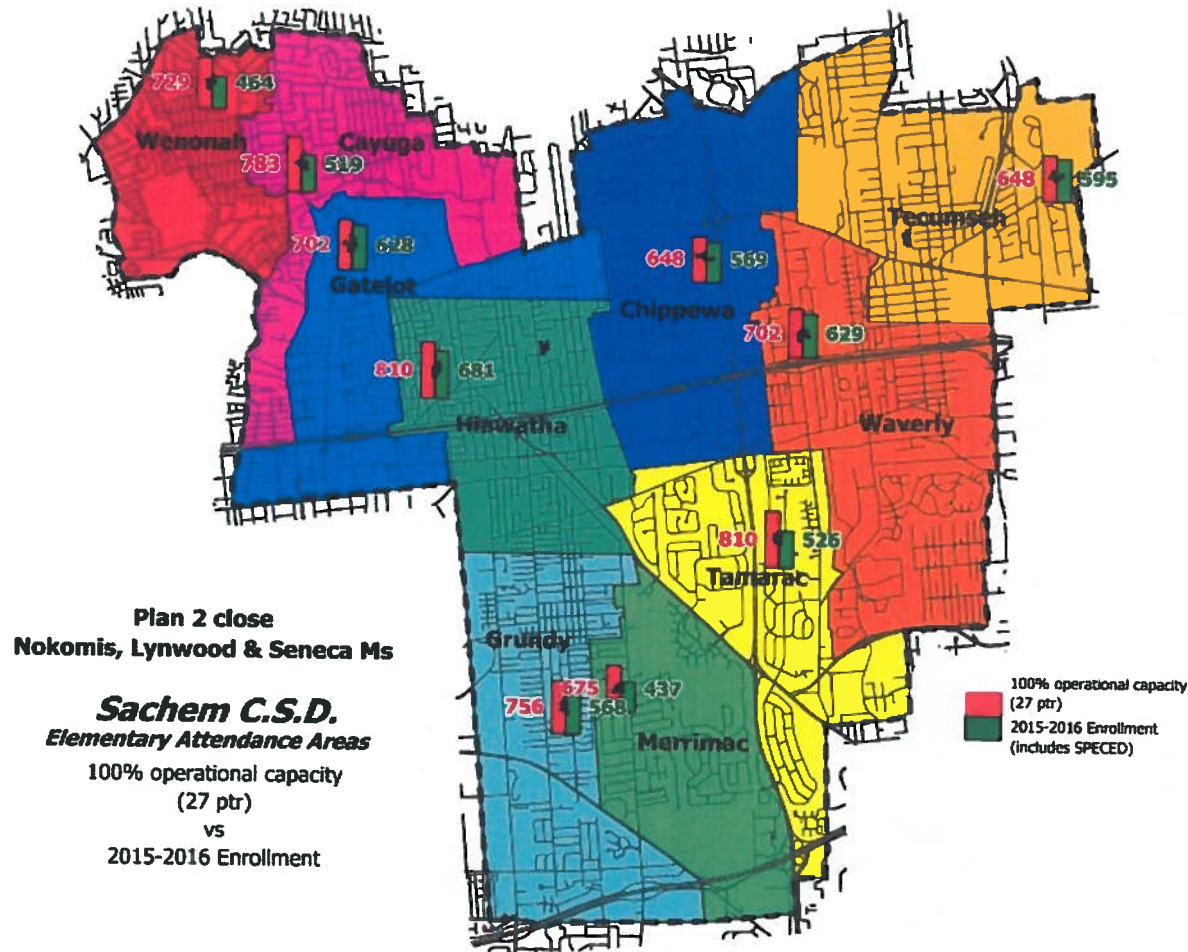 729 464
Wenonah
Cayuga
783 519
702 628
Gatelot
648 569
Chippewa
648 595
Tecumseh
702 629
Waverly
810 681
Hiawatha
810 526
Tamarac
Grundy
756 568
675 437
Merrimac
Plan 2 close
Nokomis, Lynwood & Seneca Ms
Sachem C.S.D.
Elementary Attendance Areas
100% operational capacity
(27 ptr)
vs
2015-2016 Enrollment
100% operational capacity
(27 ptr)
2015-2016 Enrollment
(includes SPECED)